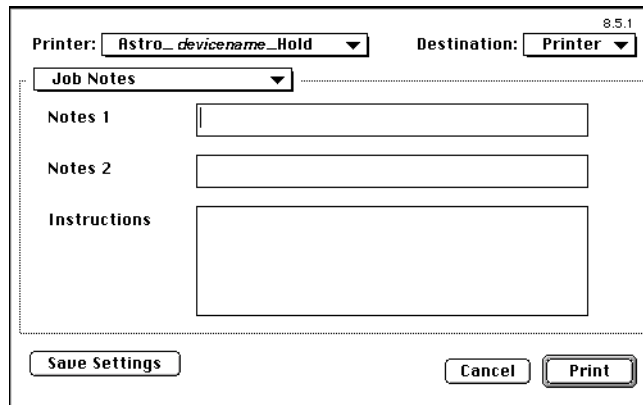 8.5.1
Printer: Astro_devicename_Hold Destination: Printer
Job Notes
Notes 1
Notes 2
Instructions
Save Settings Cancel Print